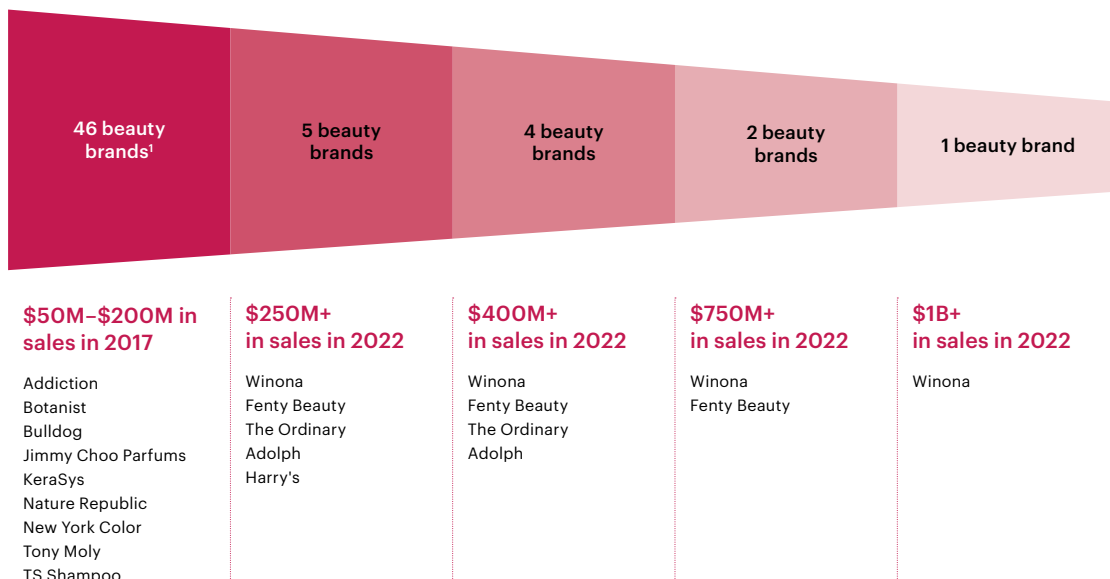 46 beauty
brands¹
5 beauty
brands
4 beauty
brands
2 beauty
brands
1 beauty brand
$50M–$200M in
sales in 2017
Addiction
Botanist
Bulldog
Jimmy Choo Parfums
KeraSys
Nature Republic
New York Color
Tony Moly
TS Shampoo
$250M+
in sales in 2022
Winona
Fenty Beauty
The Ordinary
Adolph
Harry's
$400M+
in sales in 2022
Winona
Fenty Beauty
The Ordinary
Adolph
$750M+
in sales in 2022
Winona
Fenty Beauty
$1B+
in sales in 2022
Winona